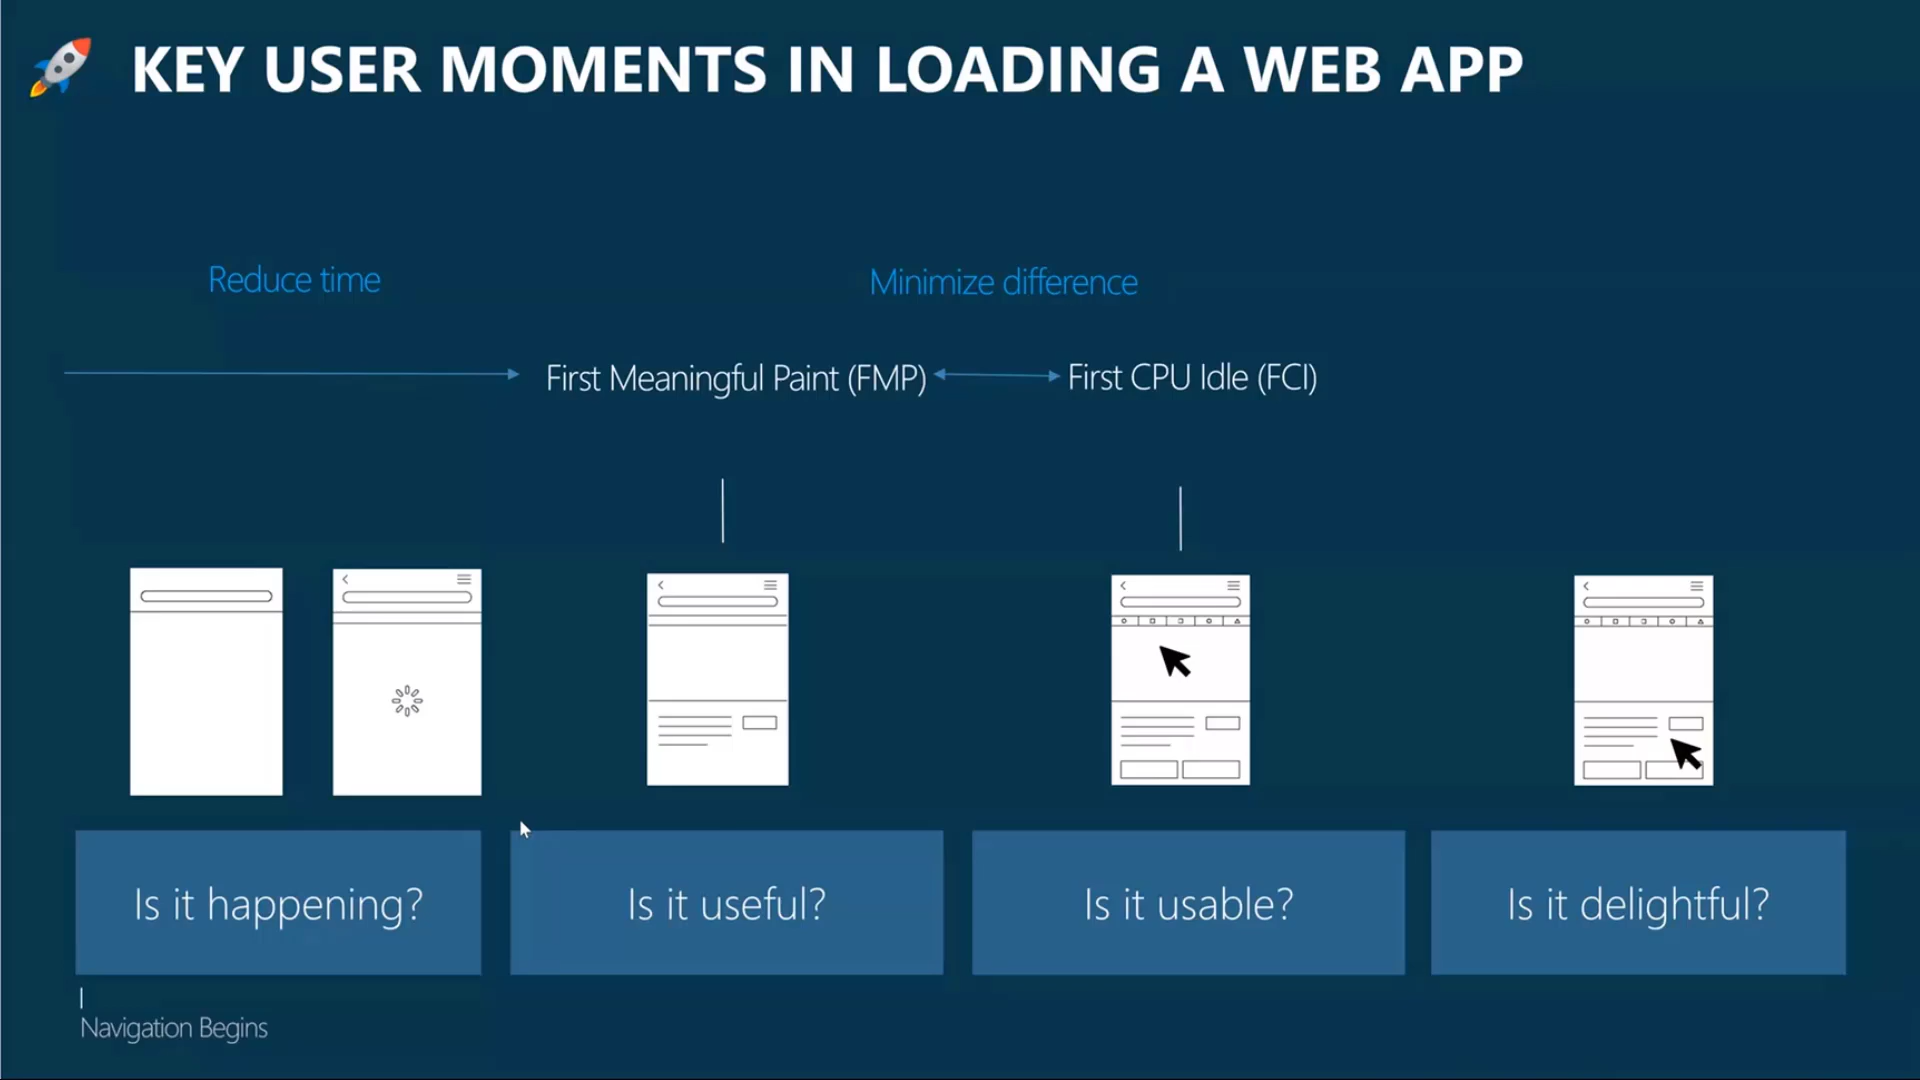 KEY USER MOMENTS IN LOADING A WEB APP
Reduce time
Minimize difference
First Meaningful Paint (FMP)
First CPU Idle (FCI)
Is it happening?
Is it useful?
Is it usable?
Is it delightful?
Navigation Begins